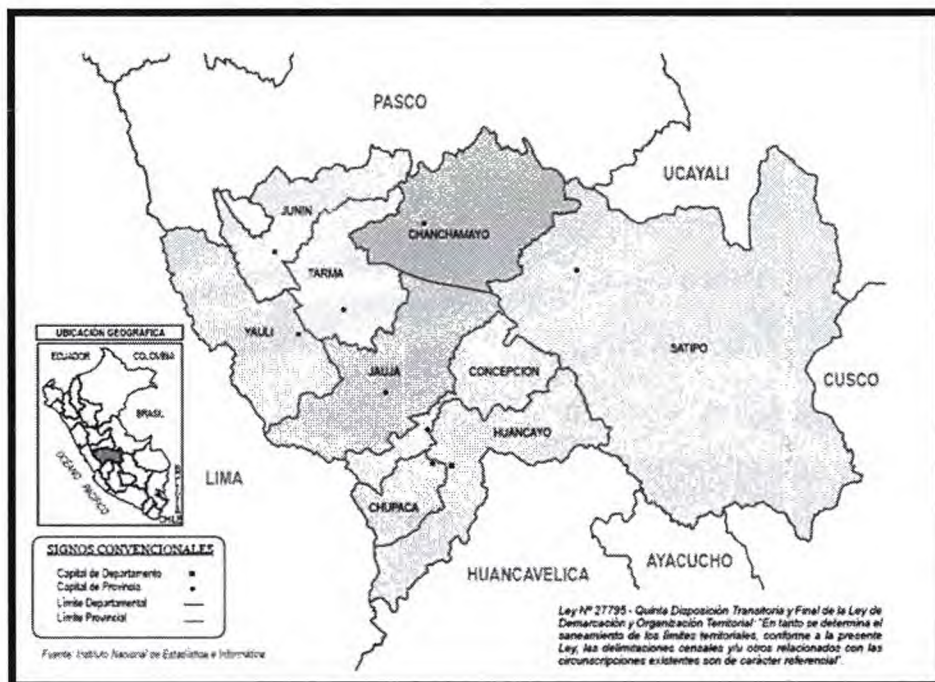 PASCO
UCAYALI
JUNIN
CHANCHAMAYO
TARMA
YAULI
SATIPO
JAUJA
CONCEPCION
CUSCO
HUANCAYO
LIMA
CHUPACA
HUANCAVELICA
AYACUCHO
UBICACIÓN GEOGRÁFICA
ECUADOR
COLOMBIA
BRASIL
OCEANO PACIFICO
SIGNOS CONVENCIONALES
Capital de Departamento
Capital de Provincia
Límite Departamental
Límite Provincial
Fuente: Instituto Nacional de Estadística e Informática
Ley Nº 27795 - Quinta Disposición Transitoria y Final de la Ley de
Demarcación y Organización Territorial: "En tanto se determina el
saneamiento de los límites territoriales, conforme a la presente
Ley, las delimitaciones censales y/u otros relacionados con las
circunscripciones existentes son de carácter referencial".